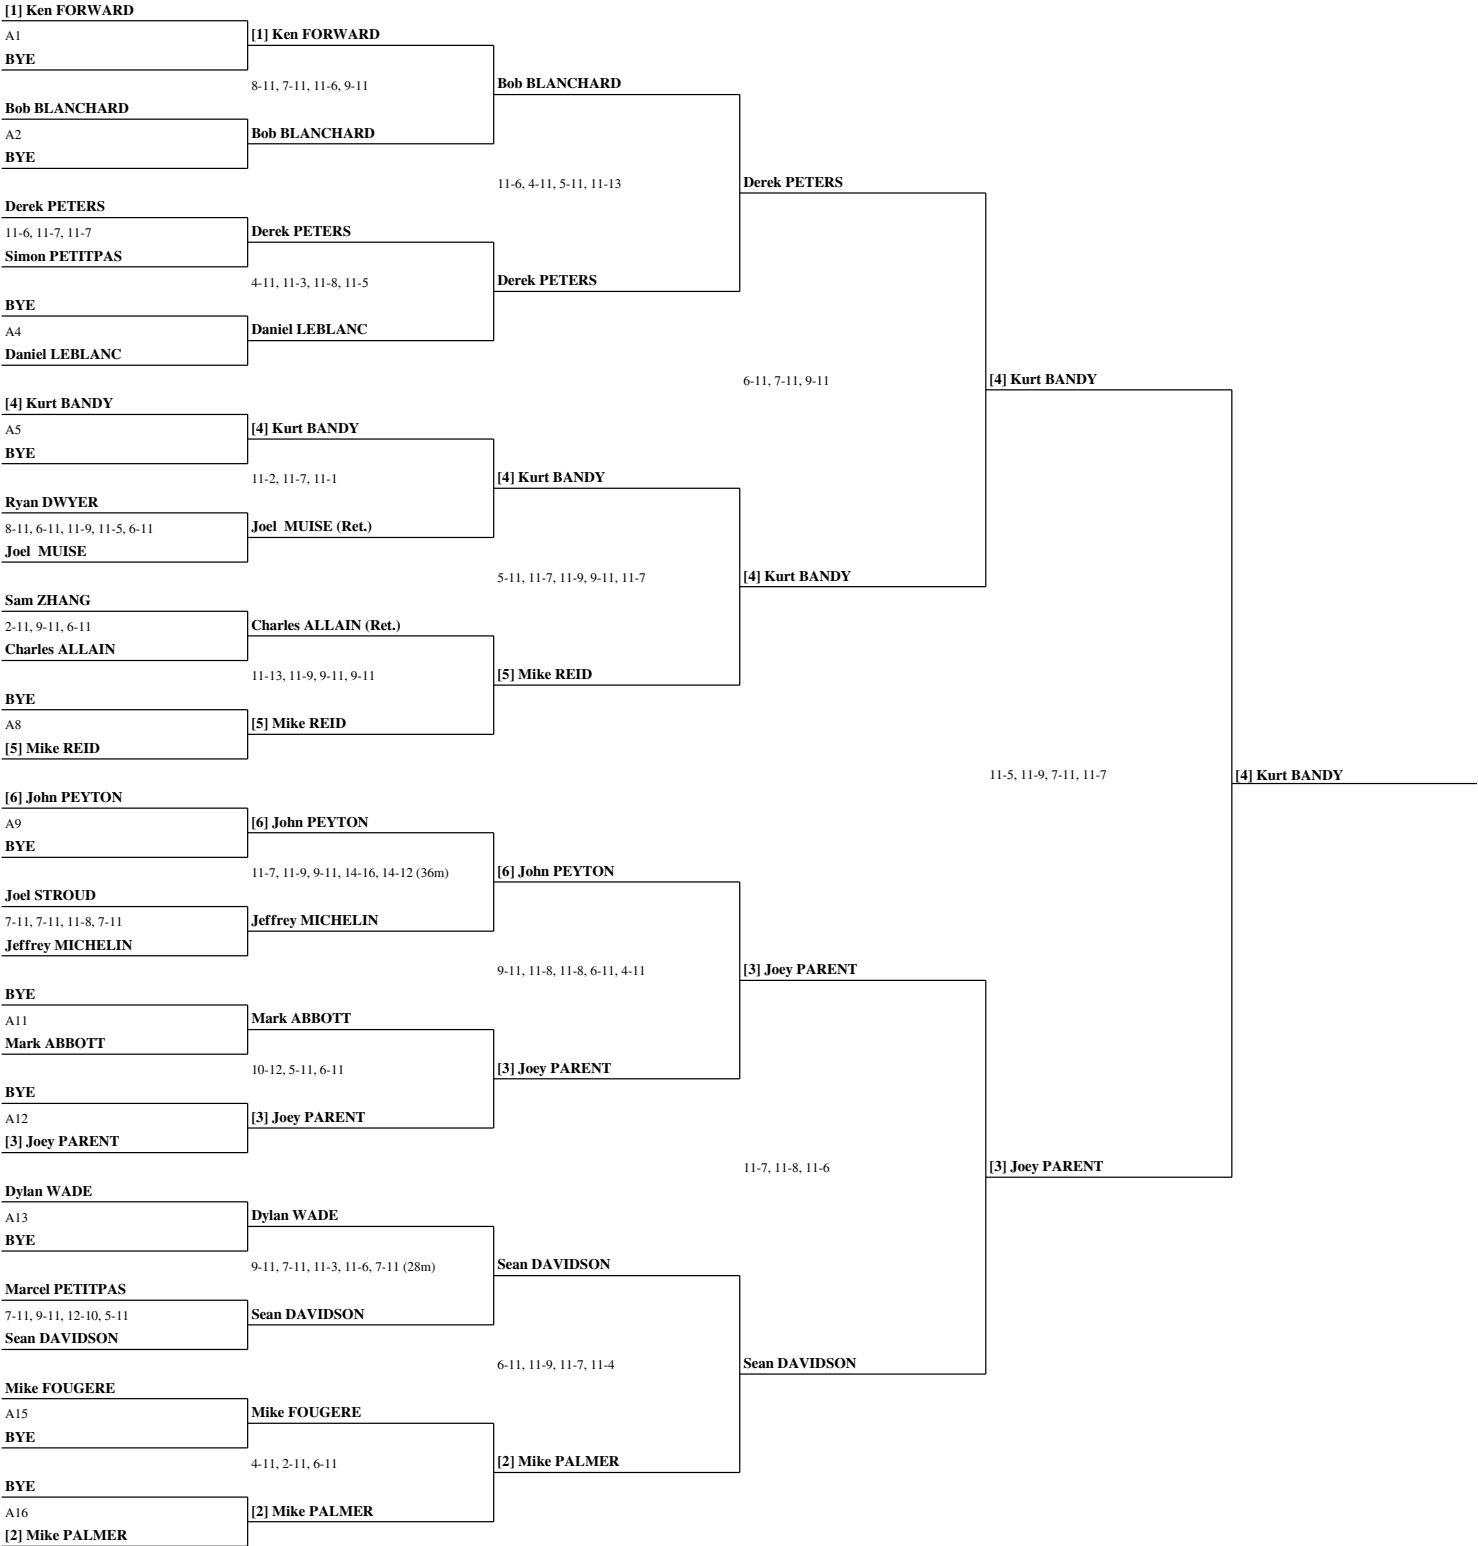 [1] Ken FORWARD
A1
[1] Ken FORWARD
BYE
8-11, 7-11, 11-6, 9-11
Bob BLANCHARD
Bob BLANCHARD
A2
Bob BLANCHARD
BYE
11-6, 4-11, 5-11, 11-13
Derek PETERS
Derek PETERS
11-6, 11-7, 11-7
Derek PETERS
Simon PETITPAS
4-11, 11-3, 11-8, 11-5
Derek PETERS
BYE
A4
Daniel LEBLANC
Daniel LEBLANC
6-11, 7-11, 9-11
[4] Kurt BANDY
[4] Kurt BANDY
A5
[4] Kurt BANDY
BYE
11-2, 11-7, 11-1
[4] Kurt BANDY
Ryan DWYER
8-11, 6-11, 11-9, 11-5, 6-11
Joel  MUISE (Ret.)
Joel  MUISE
5-11, 11-7, 11-9, 9-11, 11-7
[4] Kurt BANDY
Sam ZHANG
2-11, 9-11, 6-11
Charles ALLAIN (Ret.)
Charles ALLAIN
11-13, 11-9, 9-11, 9-11
[5] Mike REID
BYE
A8
[5] Mike REID
[5] Mike REID
11-5, 11-9, 7-11, 11-7
[4] Kurt BANDY
[6] John PEYTON
A9
[6] John PEYTON
BYE
11-7, 11-9, 9-11, 14-16, 14-12 (36m)
[6] John PEYTON
Joel STROUD
7-11, 7-11, 11-8, 7-11
Jeffrey MICHELIN
Jeffrey MICHELIN
9-11, 11-8, 11-8, 6-11, 4-11
[3] Joey PARENT
BYE
A11
Mark ABBOTT
Mark ABBOTT
10-12, 5-11, 6-11
[3] Joey PARENT
BYE
A12
[3] Joey PARENT
[3] Joey PARENT
11-7, 11-8, 11-6
[3] Joey PARENT
Dylan WADE
A13
Dylan WADE
BYE
9-11, 7-11, 11-3, 11-6, 7-11 (28m)
Sean DAVIDSON
Marcel PETITPAS
7-11, 9-11, 12-10, 5-11
Sean DAVIDSON
Sean DAVIDSON
6-11, 11-9, 11-7, 11-4
Sean DAVIDSON
Mike FOUGERE
A15
Mike FOUGERE
BYE
4-11, 2-11, 6-11
[2] Mike PALMER
BYE
A16
[2] Mike PALMER
[2] Mike PALMER